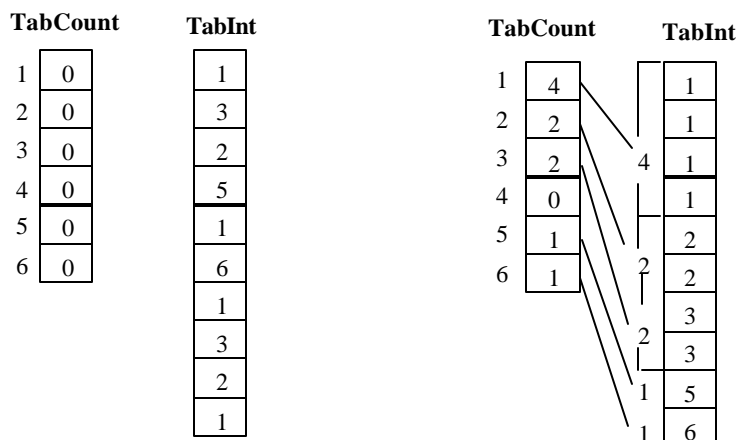 TabCount TabInt TabCount TabInt
1 0 1 1 4 1
2 0 3 2 2 1
3 0 2 3 2 4 1
4 0 5 4 0 1
5 0 1 5 1 2
6 0 6 6 1 2 2
1 3
3 2 3
2 1 5
1 1 6